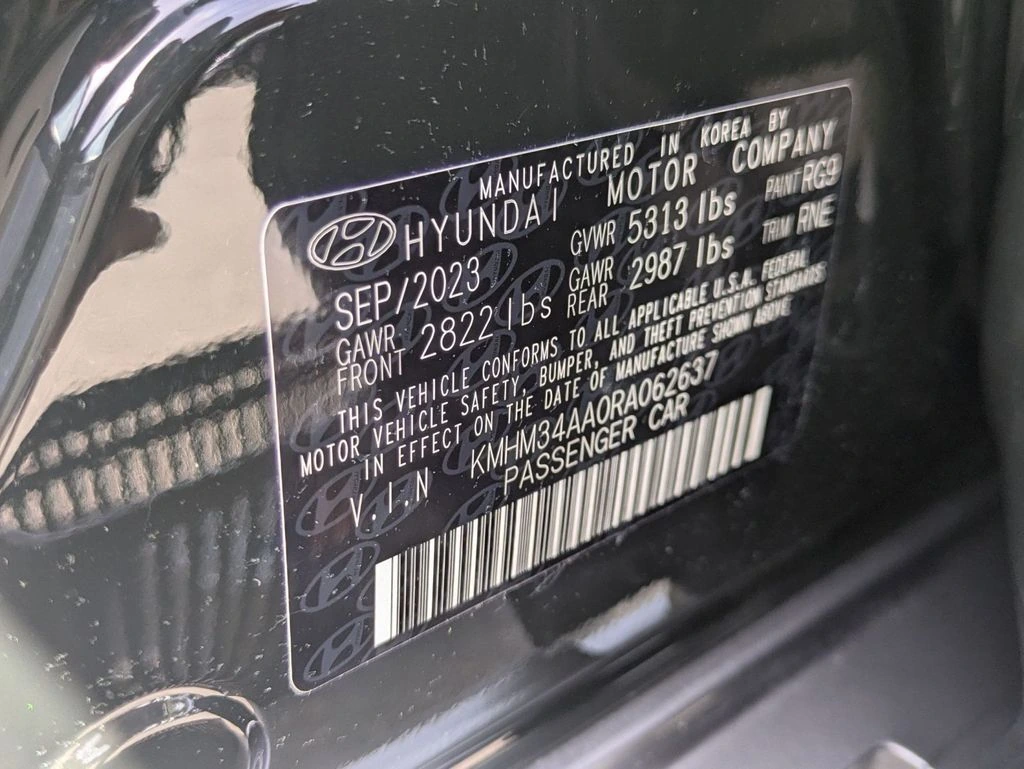 MANUFACTURED IN KOREA BY
HYUNDAI MOTOR COMPANY
SEP/2023 GVWR 5313 lbs PAINT RG9
GAWR FRONT 2822 lbs GAWR REAR 2987 lbs TRIM RNE
THIS VEHICLE CONFORMS TO ALL APPLICABLE U.S.A. FEDERAL
MOTOR VEHICLE SAFETY, BUMPER, AND THEFT PREVENTION STANDARDS
IN EFFECT ON THE DATE OF MANUFACTURE SHOWN ABOVE
V.I.N KMHM34AA0RA062637
PASSENGER CAR